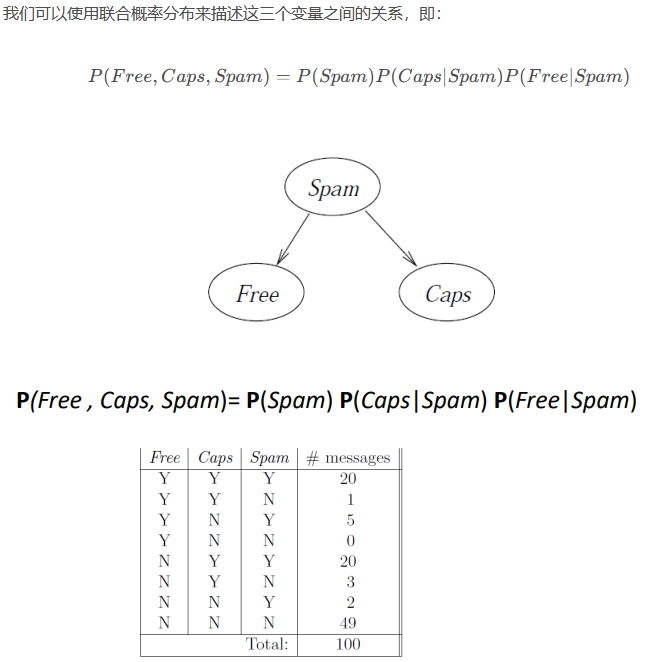 我们可以使用联合概率分布来描述这三个变量之间的关系，即：
P(Free, Caps, Spam) = P(Spam)P(Caps|Spam)P(Free|Spam)
Spam
Free Caps
P(Free , Caps, Spam)= P(Spam) P(Caps|Spam) P(Free|Spam)
Free Caps Spam # messages
Y Y Y 20
Y Y N 1
Y N Y 5
Y N N 0
N Y Y 20
N Y N 3
N N Y 2
N N N 49
Total: 100